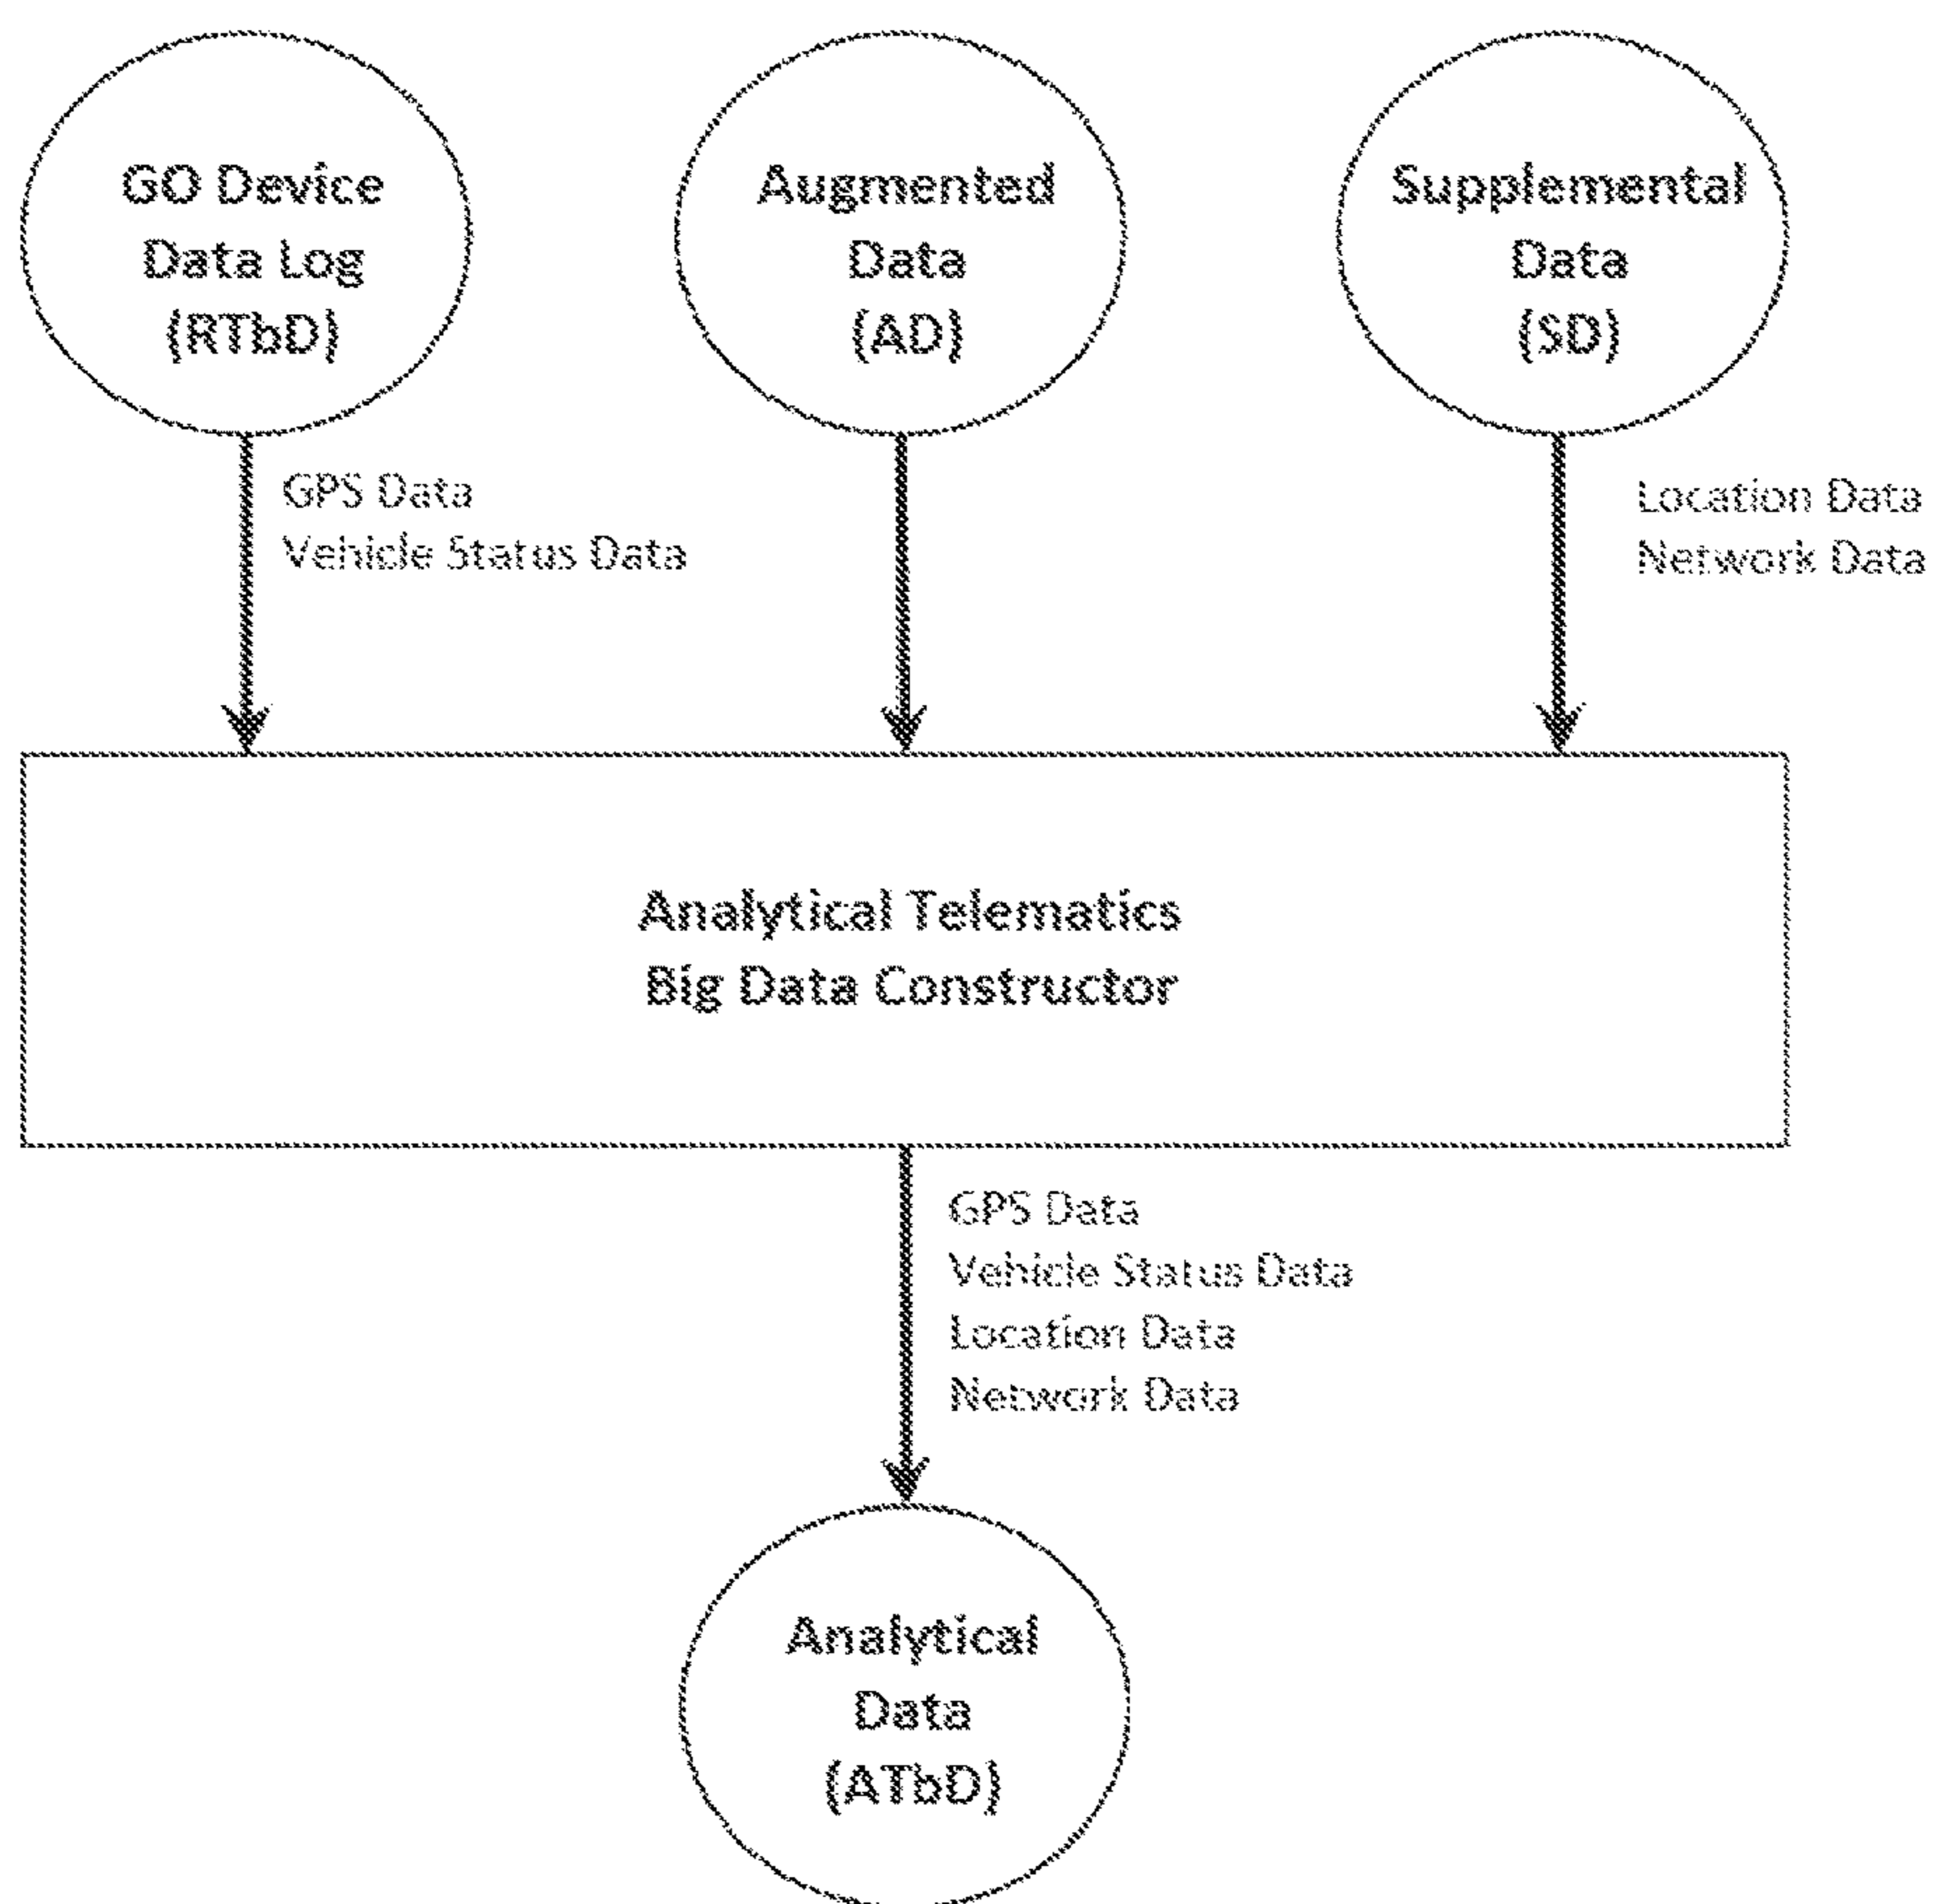 GO Device
Data Log
(RTbD)
Augmented
Data
(AD)
Supplemental
Data
(SD)
GPS Data
Vehicle Status Data
Location Data
Network Data
Analytical Telematics
Big Data Constructor
GPS Data
Vehicle Status Data
Location Data
Network Data
Analytical
Data
(ATbD)